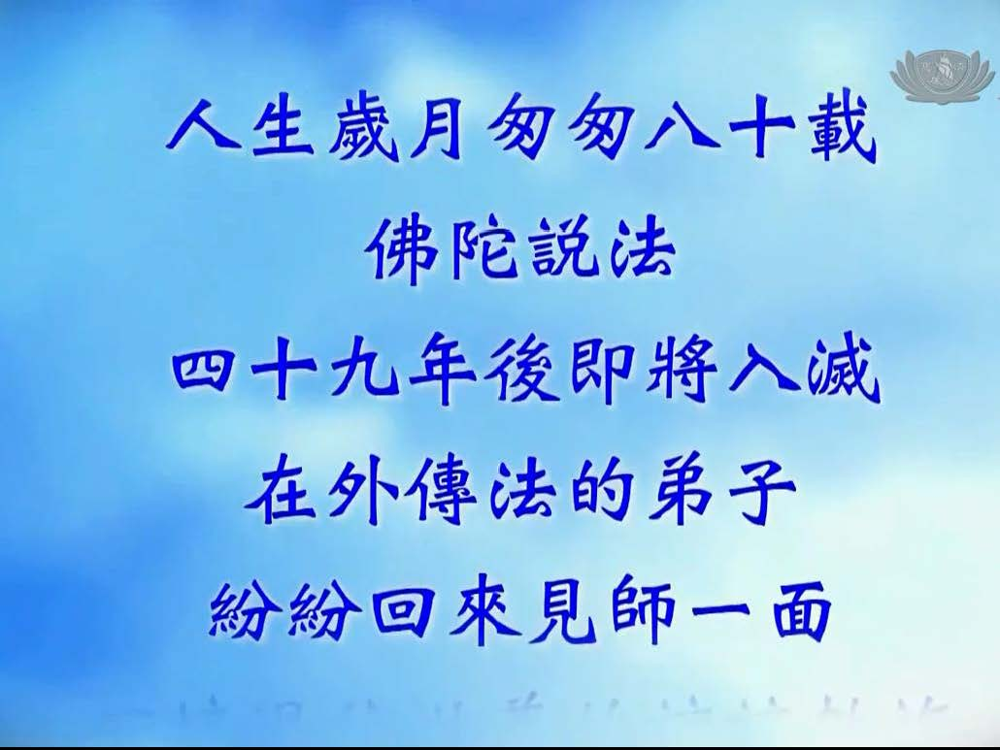 人生歲月匆匆八十載
佛陀説法
四十九年後即將入滅
在外傳法的弟子
紛紛回來見師一面